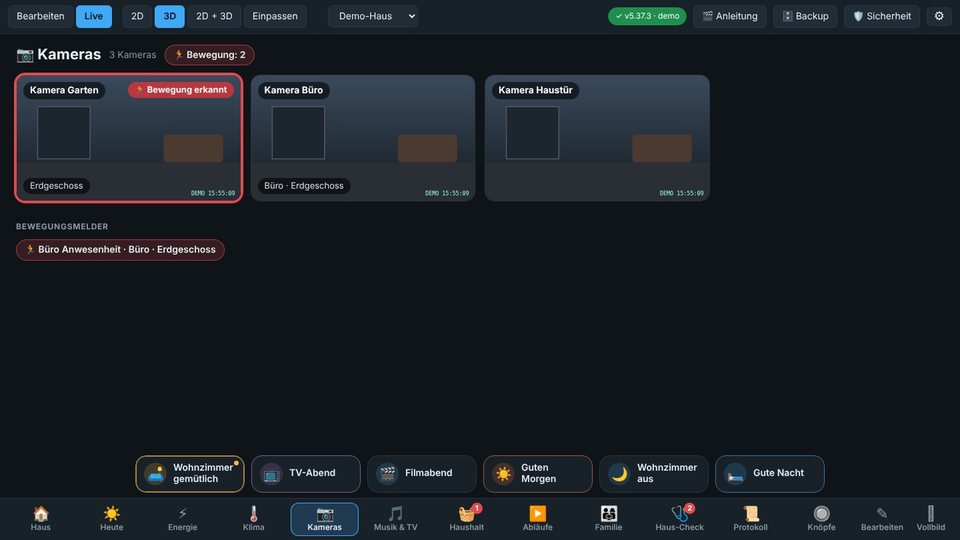 Bearbeiten Live 2D 3D 2D + 3D Einpassen Demo-Haus ✓ v5.37.3 · demo Anleitung Backup Sicherheit
Kameras 3 Kameras Bewegung: 2
Kamera Garten Bewegung erkannt
Erdgeschoss DEMO 15:55:09
Kamera Büro
Büro · Erdgeschoss DEMO 15:55:09
Kamera Haustür
DEMO 15:55:09
BEWEGUNGSMELDER
Büro Anwesenheit · Büro · Erdgeschoss
Wohnzimmer
gemütlich
TV-Abend
Filmabend
Guten
Morgen
Wohnzimmer
aus
Gute Nacht
Haus Heute Energie Klima Kameras Musik & TV Haushalt 1 Abläufe Familie Haus-Check 2 Protokoll Knöpfe Bearbeiten Vollbild